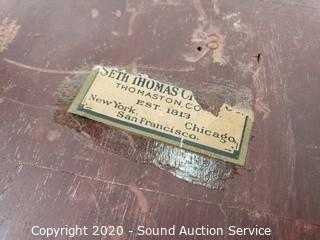 SETH THOMAS
THOMASTON, CO
EST. 1813
New York, Chicago,
San Francisco.
Copyright 2020 - Sound Auction Service